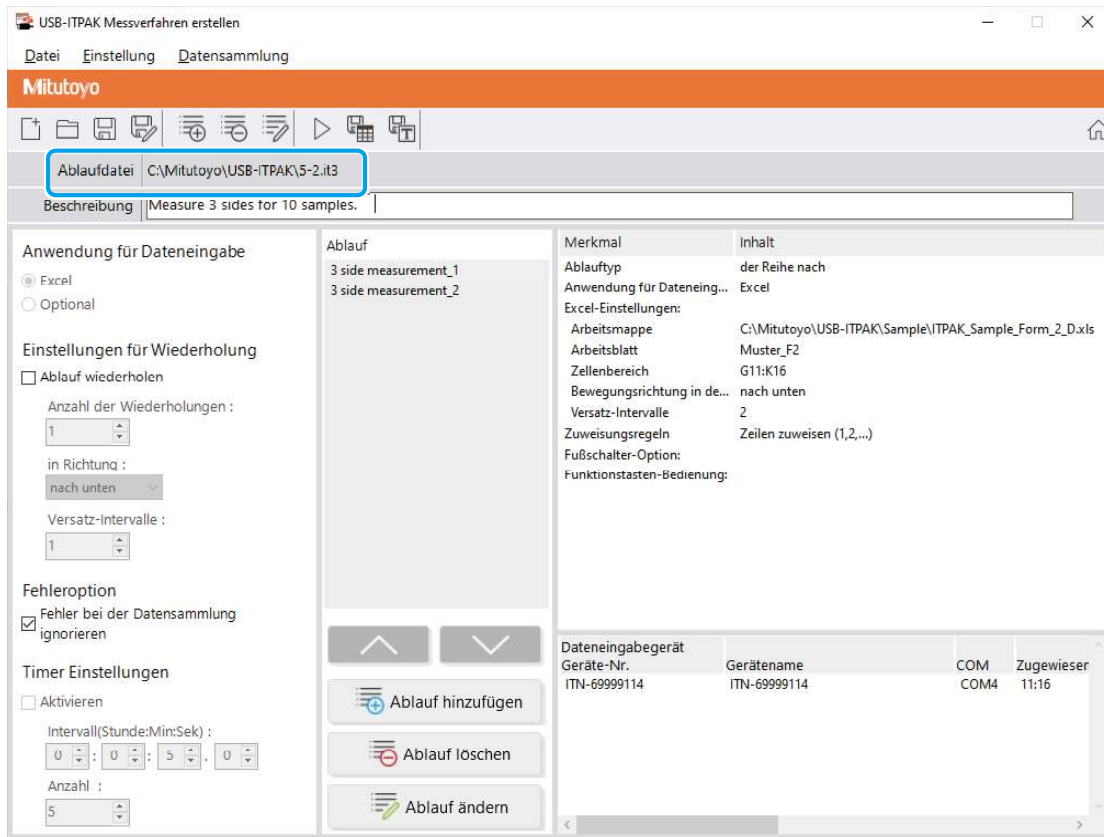 USB-ITPAK Messverfahren erstellen
Datei Einstellung Datensammlung
Mitutoyo
Ablaufdatei C:\Mitutoyo\USB-ITPAK\5-2.it3
Beschreibung Measure 3 sides for 10 samples.
Anwendung für Dateneingabe
Excel
Optional
Einstellungen für Wiederholung
Ablauf wiederholen
Anzahl der Wiederholungen :
1
in Richtung :
nach unten
Versatz-Intervalle :
1
Fehleroption
Fehler bei der Datensammlung
ignorieren
Timer Einstellungen
Aktivieren
Intervall(Stunde:Min:Sek) :
0 : 0 : 5 . 0
Anzahl :
5
Ablauf
3 side measurement_1
3 side measurement_2
Ablauf hinzufügen
Ablauf löschen
Ablauf ändern
Merkmal Inhalt
Ablauftyp der Reihe nach
Anwendung für Dateneing... Excel
Excel-Einstellungen:
Arbeitsmappe C:\Mitutoyo\USB-ITPAK\Sample\ITPAK_Sample_Form_2_D.xls
Arbeitsblatt Muster_F2
Zellenbereich G11:K16
Bewegungsrichtung in de... nach unten
Versatz-Intervalle 2
Zuweisungsregeln Zeilen zuweisen (1,2,...)
Fußschalter-Option:
Funktionstasten-Bedienung:
Dateneingabegerät
Geräte-Nr. Gerätename COM Zugewiesen
ITN-69999114 ITN-69999114 COM4 11:16